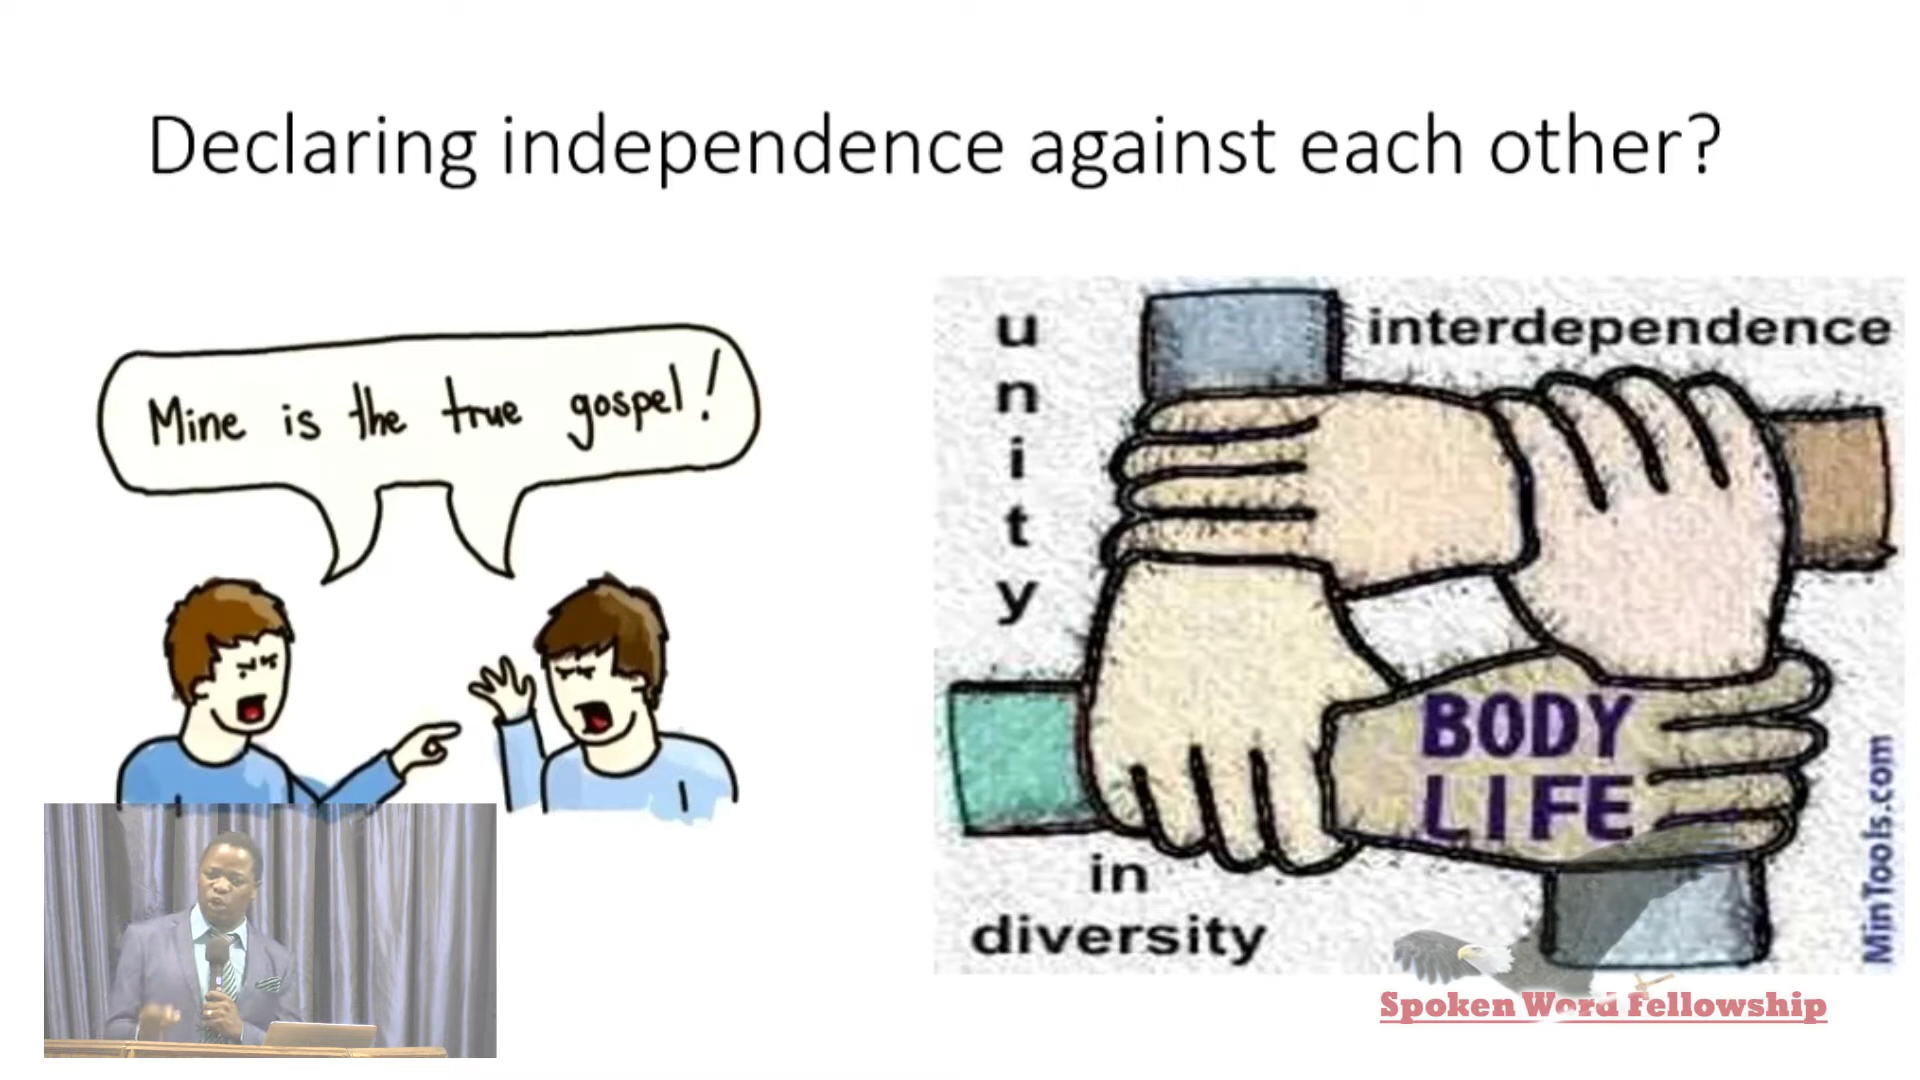 Declaring independence against each other?
Mine is the true gospel!
unity
interdependence
BODY
LIFE
in
diversity
MinTools.com
Spoken Word Fellowship